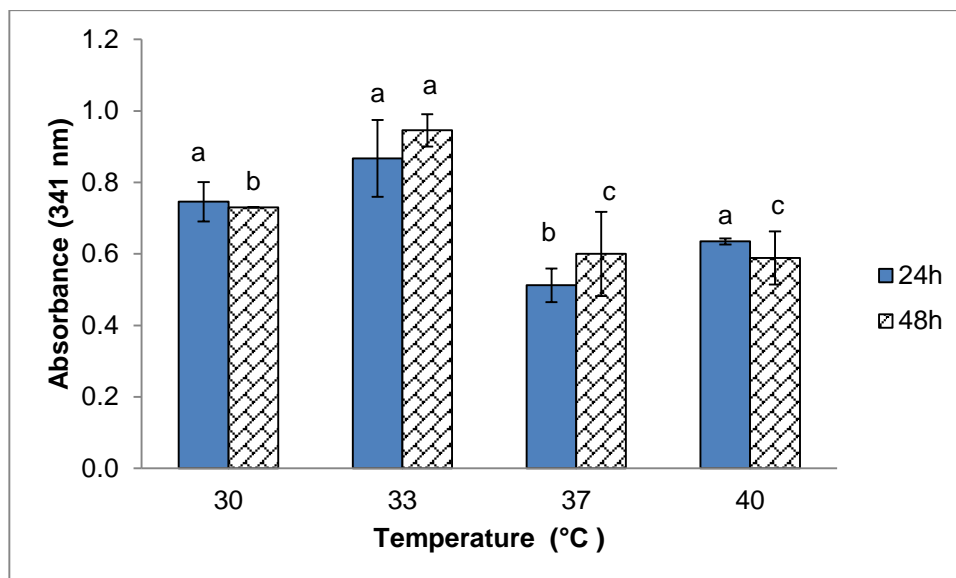 1.2
1.0
0.8
0.6
0.4
0.2
0.0
Absorbance (341 nm)
a
b
a
a
b
c
a
c
30
33
37
40
Temperature (°C )
24h
48h